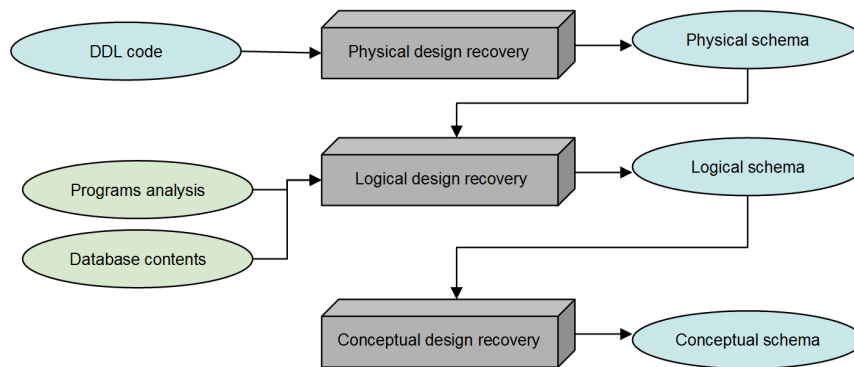 DDL code
Physical design recovery
Physical schema
Programs analysis
Logical design recovery
Logical schema
Database contents
Conceptual design recovery
Conceptual schema